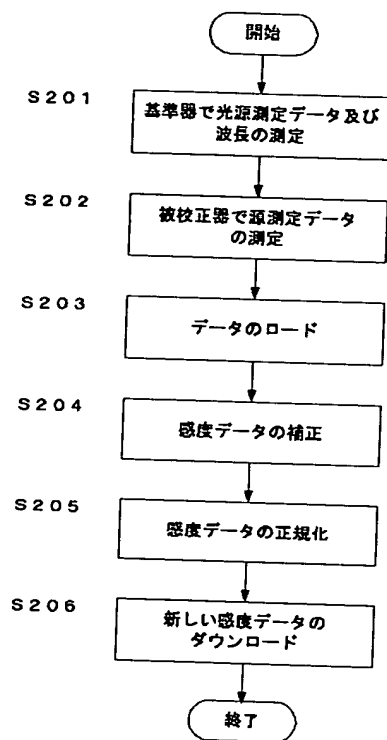 開始
S201
基準器で光源測定データ及び
波長の測定
S202
被校正器で源測定データ
の測定
S203
データのロード
S204
感度データの補正
S205
感度データの正規化
S206
新しい感度データの
ダウンロード
終了